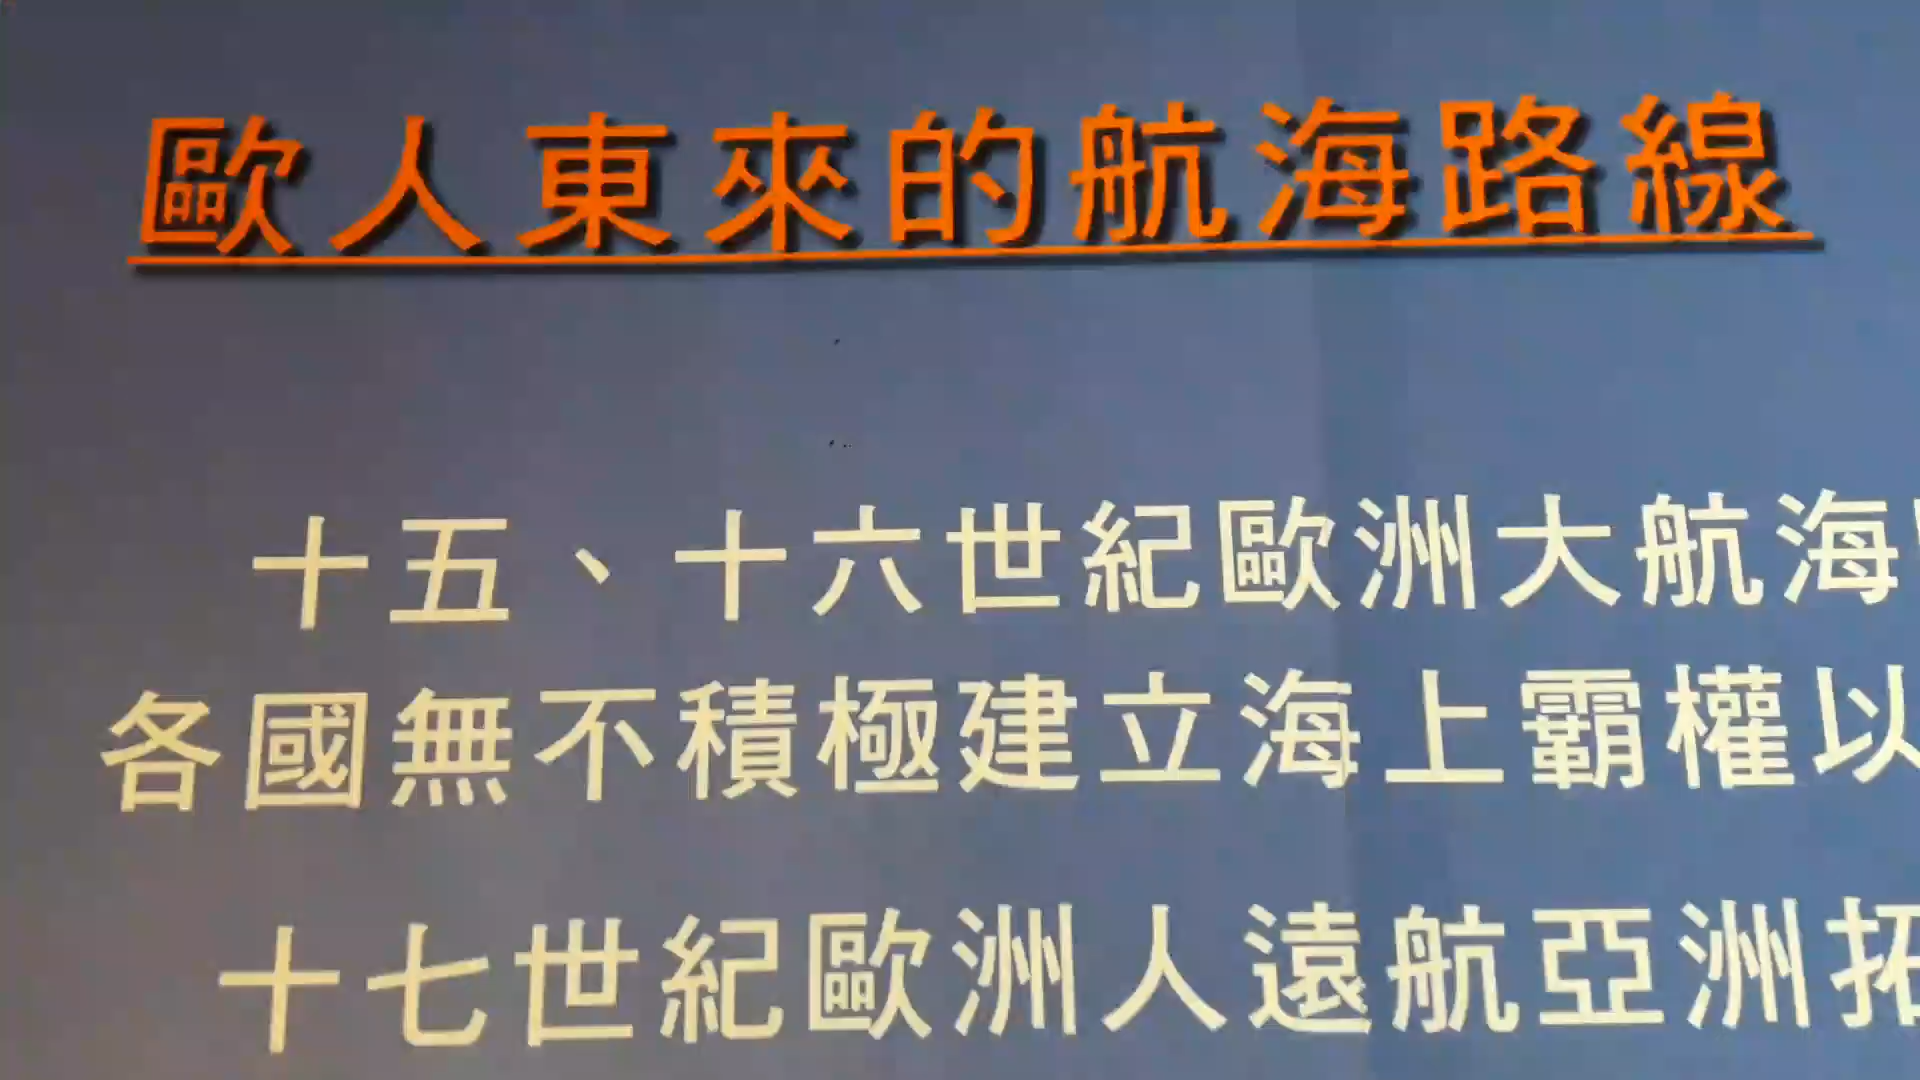 歐人東來的航海路線
十五、十六世紀歐洲大航海
各國無不積極建立海上霸權以
十七世紀歐洲人遠航亞洲拓